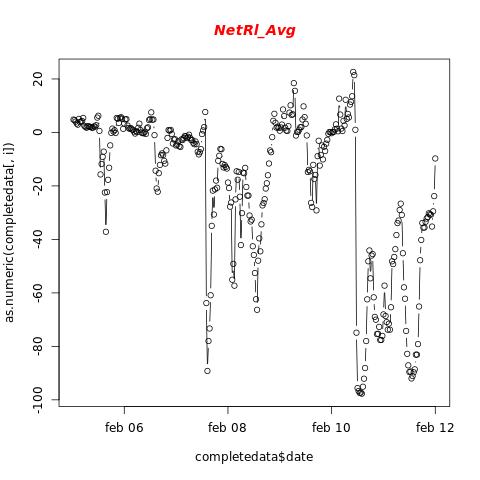 NetRl_Avg
as.numeric(completedata[, i])
20
0
-20
-40
-60
-80
-100
feb 06
feb 08
feb 10
feb 12
completedata$date